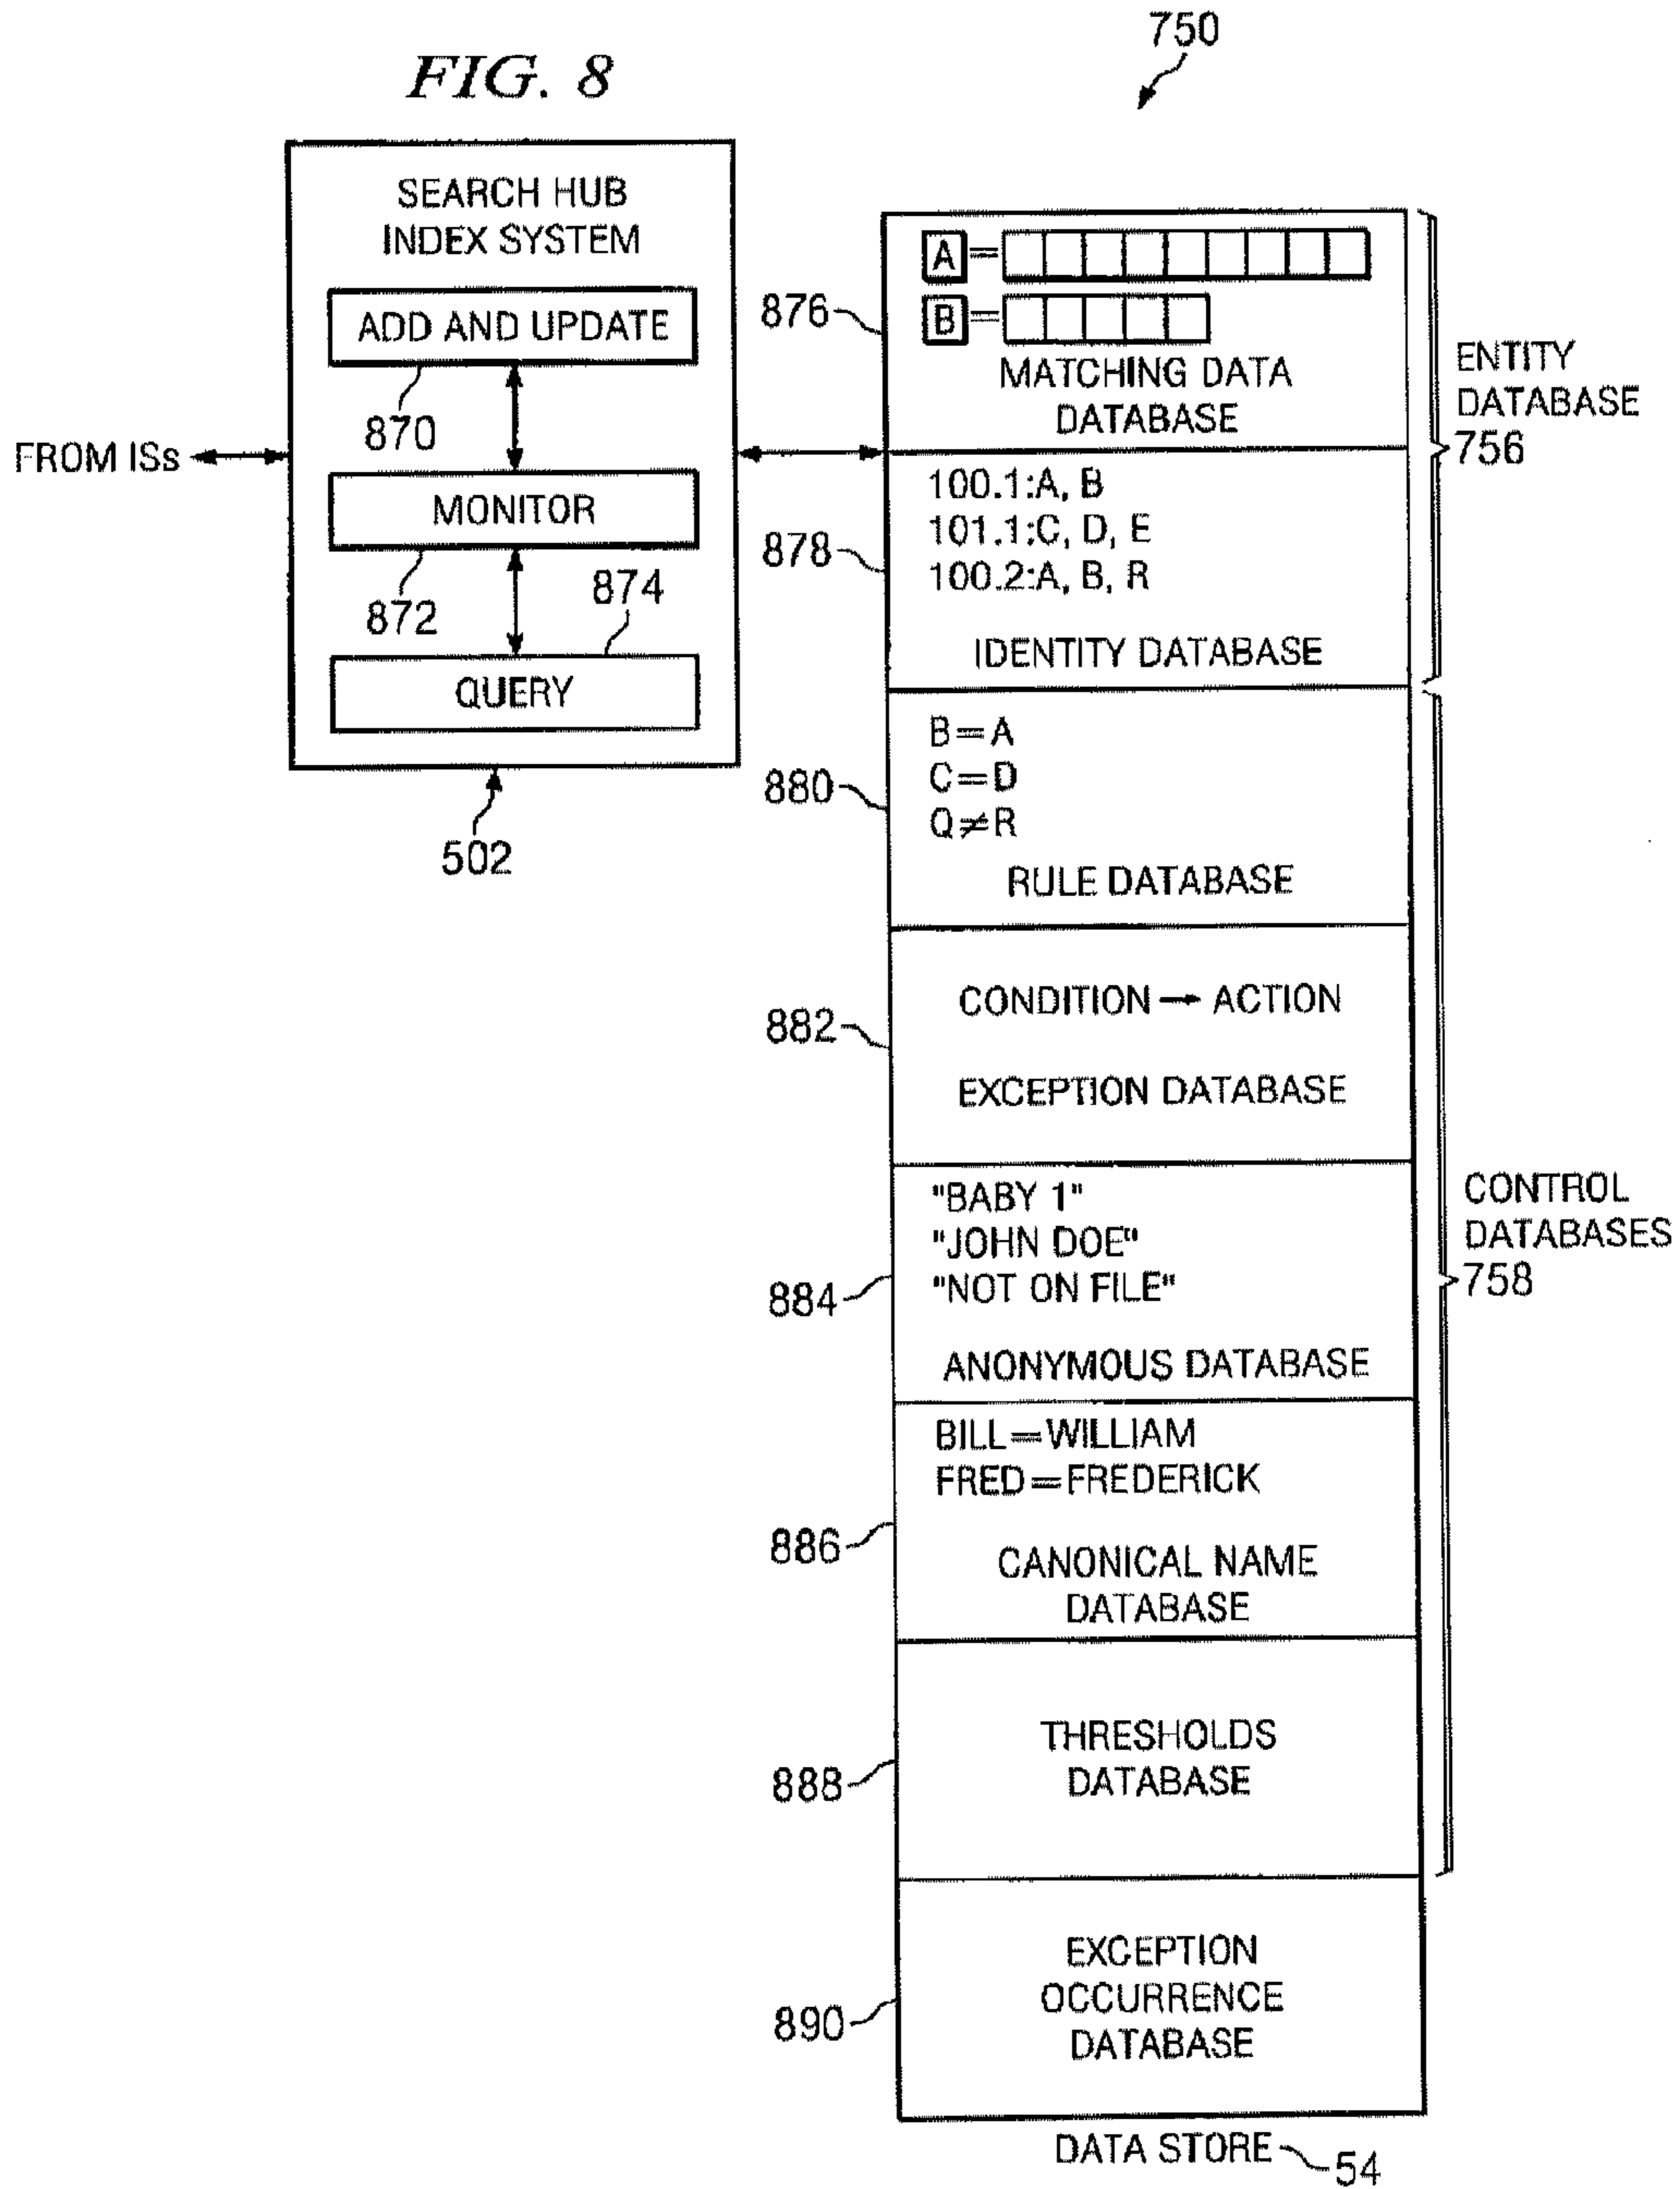 FIG. 8
750
SEARCH HUB
INDEX SYSTEM
ADD AND UPDATE
870
FROM ISs
MONITOR
872
874
QUERY
502
A =
B =
876
MATCHING DATA
DATABASE
ENTITY
DATABASE
756
100.1:A, B
101.1:C, D, E
100.2:A, B, R
878
IDENTITY DATABASE
B=A
C=D
Q≠R
880
RULE DATABASE
CONDITION → ACTION
882
EXCEPTION DATABASE
"BABY 1"
"JOHN DOE"
"NOT ON FILE"
884
ANONYMOUS DATABASE
CONTROL
DATABASES
758
BILL=WILLIAM
FRED=FREDERICK
886
CANONICAL NAME
DATABASE
THRESHOLDS
DATABASE
888
EXCEPTION
OCCURRENCE
DATABASE
890
DATA STORE
54